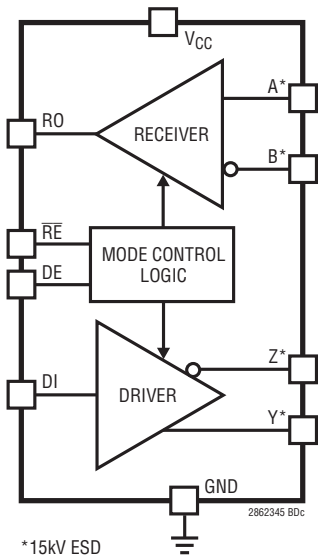 VCC
A*
RO
RECEIVER
B*
RE
MODE CONTROL
LOGIC
DE
Z*
DI
DRIVER
Y*
GND
2862345 BDc
*15kV ESD